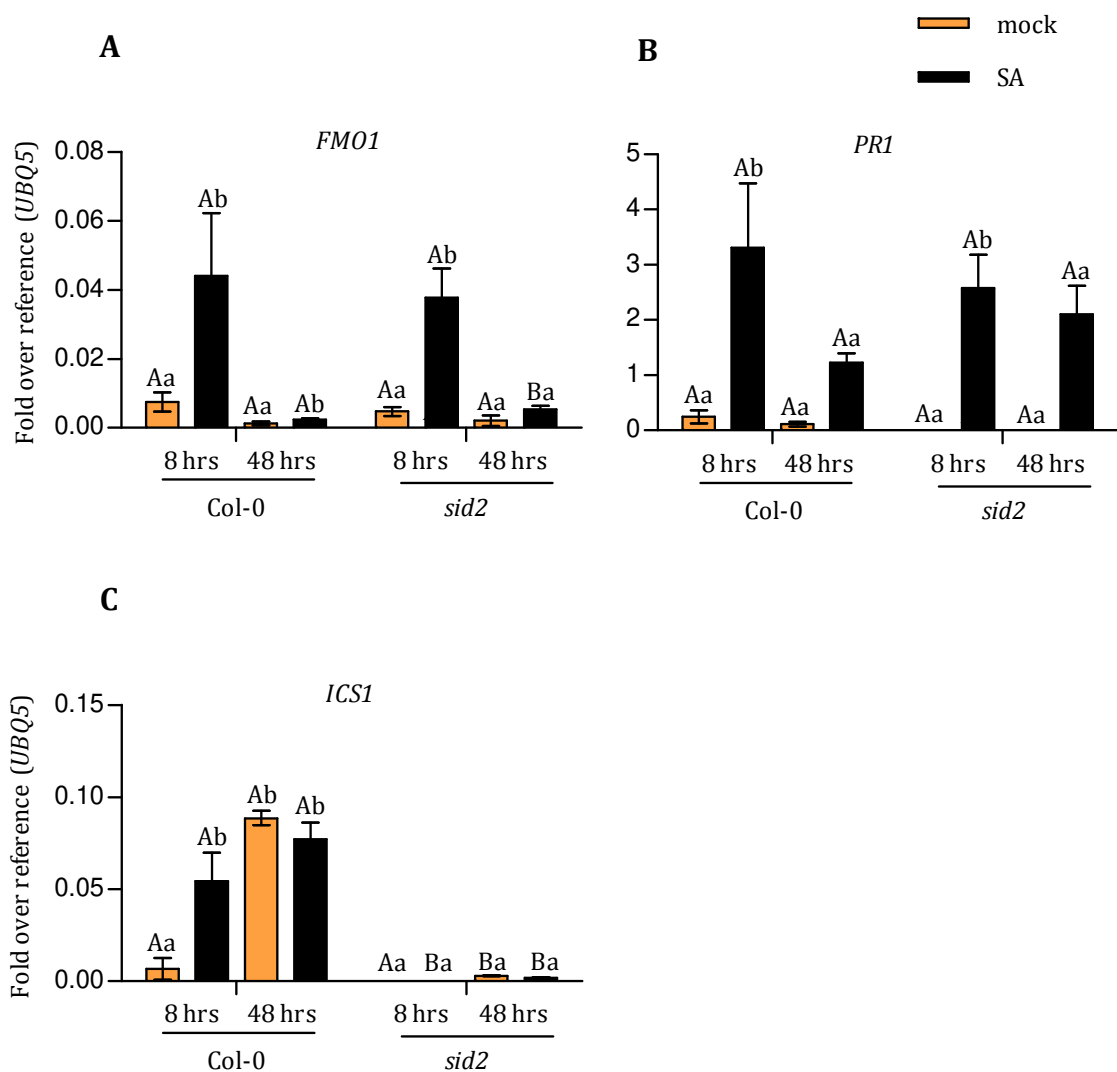 mock
SA
A
FMO1
Fold over reference (UBQ5)
0.08
0.06
0.04
0.02
0.00
Aa
Ab
Aa
Ab
Aa
Ab
Aa
Ba
8 hrs 48 hrs 8 hrs 48 hrs
Col-0 sid2
B
PR1
5
4
3
2
1
0
Aa
Ab
Aa
Aa
Aa
Ab
Aa
Aa
8 hrs 48 hrs 8 hrs 48 hrs
Col-0 sid2
C
ICS1
Fold over reference (UBQ5)
0.15
0.10
0.05
0.00
Aa
Ab
Ab
Ab
Aa
Ba
Ba
Ba
8 hrs 48 hrs 8 hrs 48 hrs
Col-0 sid2